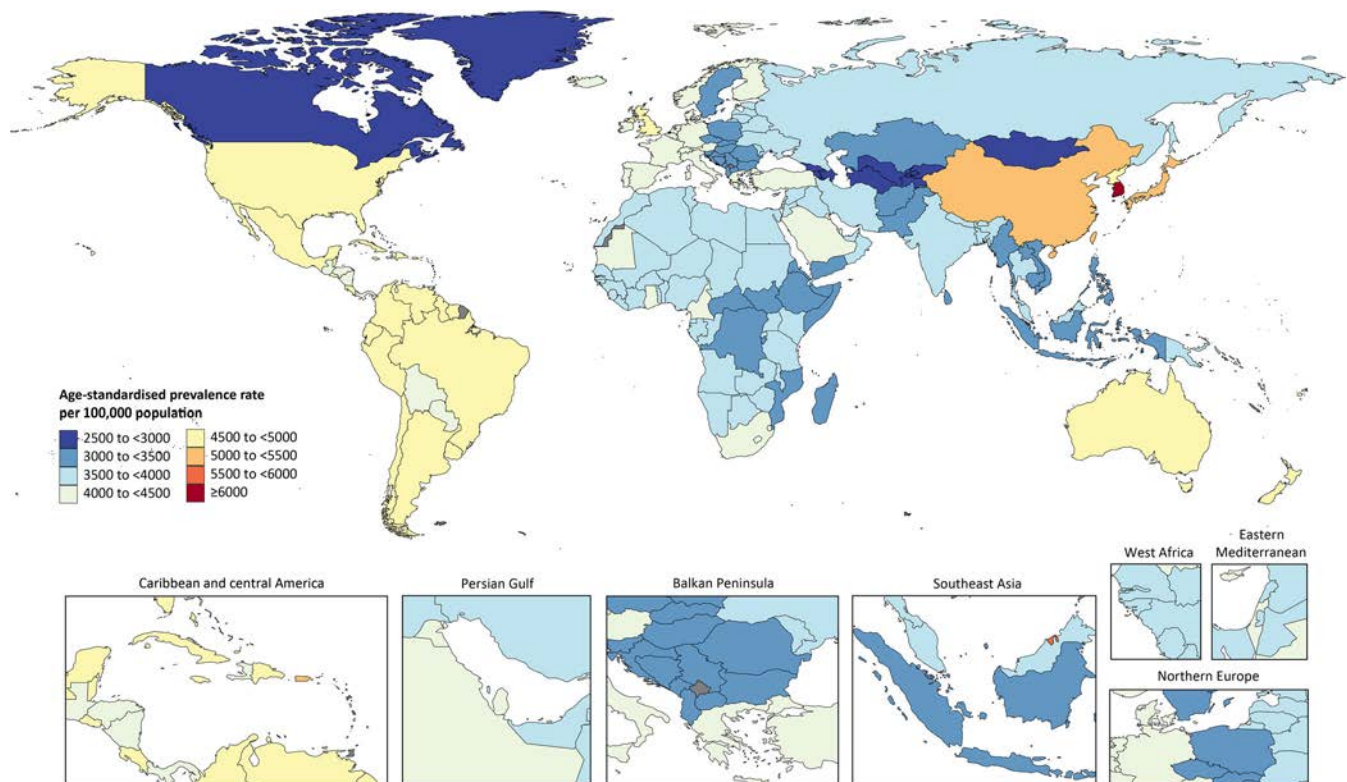 Age-standardised prevalence rate
per 100,000 population
2500 to <3000
3000 to <3500
3500 to <4000
4000 to <4500
4500 to <5000
5000 to <5500
5500 to <6000
≥6000
Caribbean and central America
Persian Gulf
Balkan Peninsula
Southeast Asia
West Africa
Eastern
Mediterranean
Northern Europe